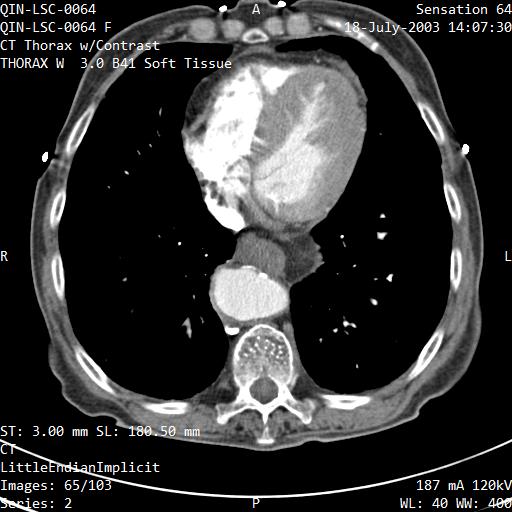 QIN-LSC-0064
A
Sensation 64
QIN-LSC-0064 F
18-July-2003 14:07:30
CT Thorax w/Contrast
THORAX W 3.0 B41 Soft Tissue
R
L
ST: 3.00 mm SL: 180.50 mm
CT
LittleEndianImplicit
Images: 65/103
187 mA 120kV
Series: 2
P
WL: 40 WW: 400